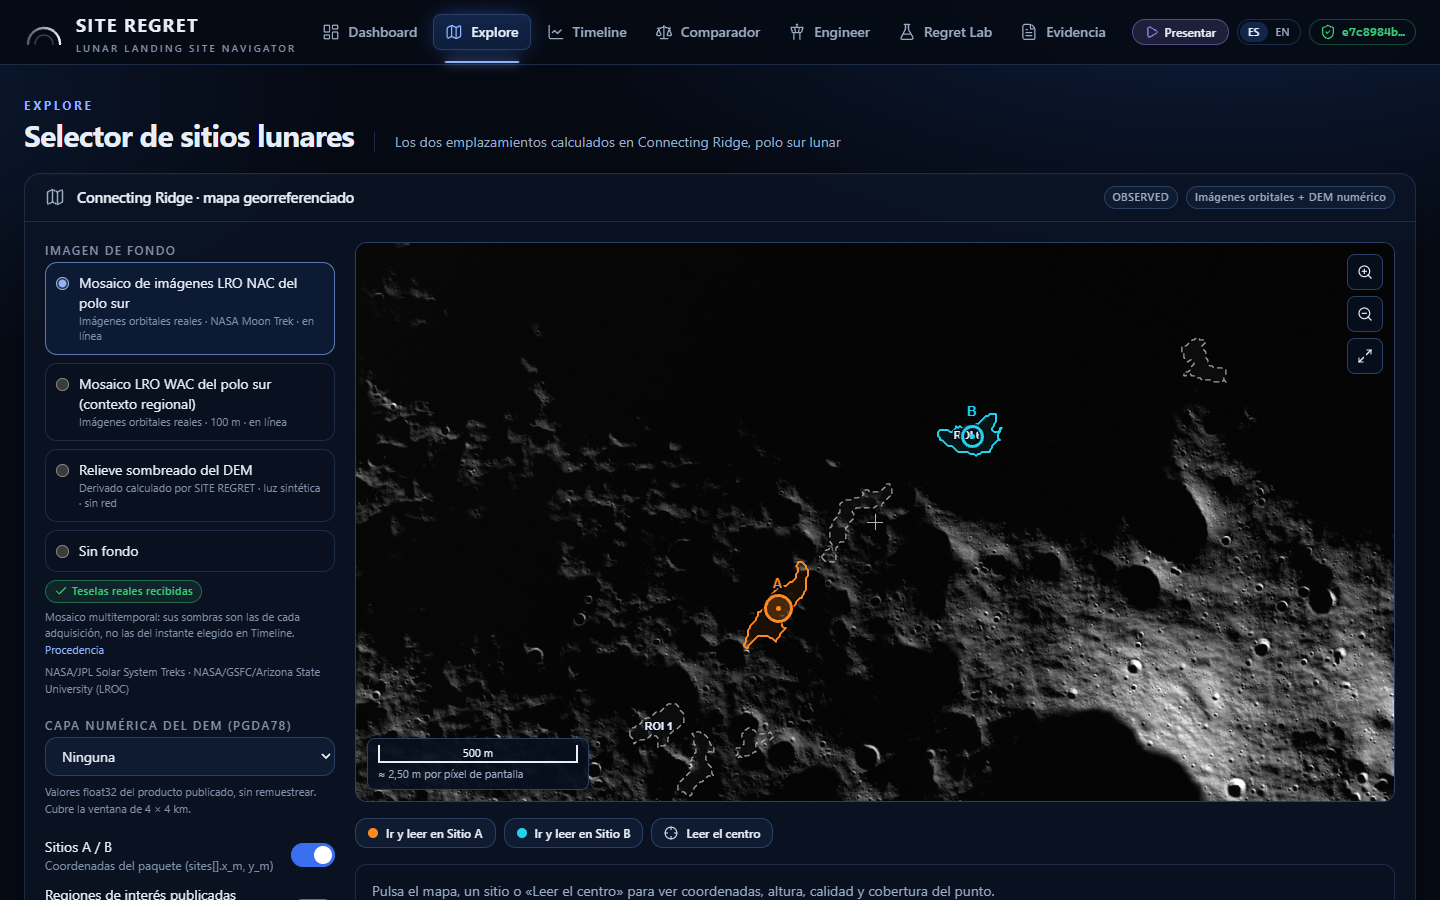 SITE REGRET
LUNAR LANDING SITE NAVIGATOR
Dashboard
Explore
Timeline
Comparador
Engineer
Regret Lab
Evidencia
Presentar
ES EN
e7c8984b…
EXPLORE
Selector de sitios lunares
Los dos emplazamientos calculados en Connecting Ridge, polo sur lunar
Connecting Ridge · mapa georreferenciado
OBSERVED
Imágenes orbitales + DEM numérico
IMAGEN DE FONDO
Mosaico de imágenes LRO NAC del
polo sur
Imágenes orbitales reales · NASA Moon Trek · en
línea
Mosaico LRO WAC del polo sur
(contexto regional)
Imágenes orbitales reales · 100 m · en línea
Relieve sombreado del DEM
Derivado calculado por SITE REGRET · luz sintética
· sin red
Sin fondo
Teselas reales recibidas
Mosaico multitemporal: sus sombras son las de cada
adquisición, no las del instante elegido en Timeline.
Procedencia
NASA/JPL Solar System Treks · NASA/GSFC/Arizona State
University (LROC)
CAPA NUMÉRICA DEL DEM (PGDA78)
Ninguna
Valores float32 del producto publicado, sin remuestrear.
Cubre la ventana de 4 × 4 km.
Sitios A / B
Coordenadas del paquete (sites[].x_m, y_m)
Regiones de interés publicadas
B
A
ROI 1
500 m
≈ 2,50 m por píxel de pantalla
Ir y leer en Sitio A
Ir y leer en Sitio B
Leer el centro
Pulsa el mapa, un sitio o «Leer el centro» para ver coordenadas, altura, calidad y cobertura del punto.